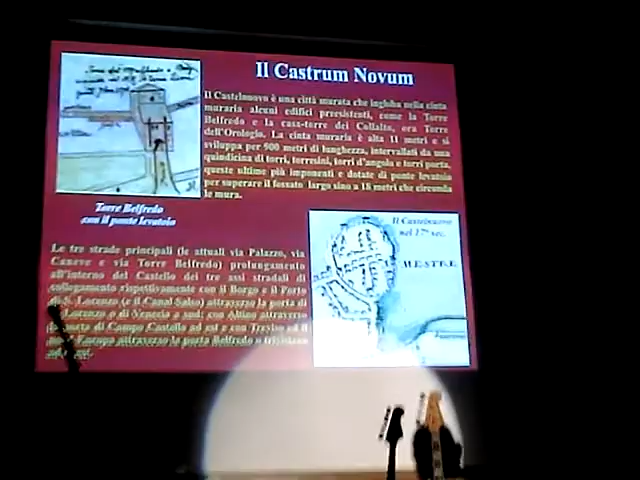 Il Castrum Novum
Il Castelnuovo è una città murata che ingloba nella cinta
muraria alcuni edifici preesistenti, come la Torre
Belfredo e la casa-torre dei Collalto, ora Torre
dell'Orologio. La cinta muraria è alta 11 metri e si
sviluppa per 900 metri di lunghezza, intervallati da una
quindicina di torri, torresini, torri d'angolo e torri porta,
queste ultime più imponenti e dotate di ponte levatoio
per superare il fossato largo sino a 18 metri che circonda
le mura.
Torre Belfredo
con il ponte levatoio
Il Castelnuovo
nel 17° sec.
MESTRE
Le tre strade principali (le attuali via Palazzo, via
Caneve e via Torre Belfredo) prolungamento
all'interno del Castello dei tre assi stradali di
collegamento rispettivamente con il Borgo e il Porto
di S. Lorenzo (e il Canal Salso) attraverso la porta di
Lorenzo o di Venezia a sud; con Altino attraverso
porta di Campo Castello ad est e con Treviso ed il
Europa attraverso la porta Belfredo o trivigiana